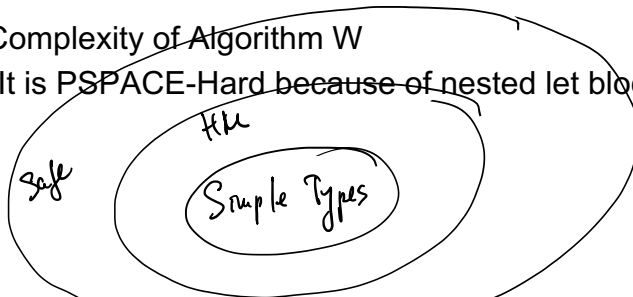 Complexity of Algorithm W
It is PSPACE-Hard because of nested let blo
HM
Safe
Simple Types